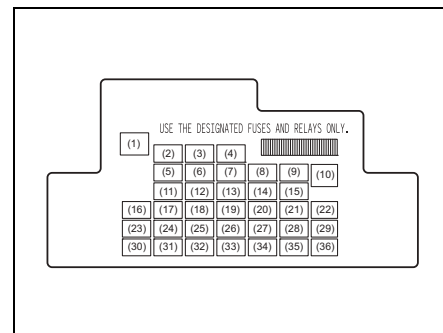 USE THE DESIGNATED FUSES AND RELAYS ONLY.
(1)
(2) (3) (4)
(5) (6) (7) (8) (9) (10)
(11) (12) (13) (14) (15)
(16) (17) (18) (19) (20) (21) (22)
(23) (24) (25) (26) (27) (28) (29)
(30) (31) (32) (33) (34) (35) (36)